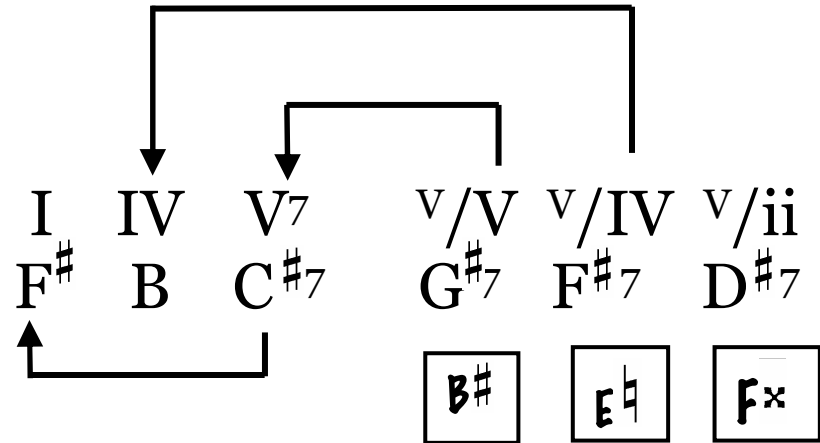 I IV V7 V/V V/IV V/ii
F♯ B C♯7 G♯7 F♯7 D♯7
B♯ E♮ F𝄪